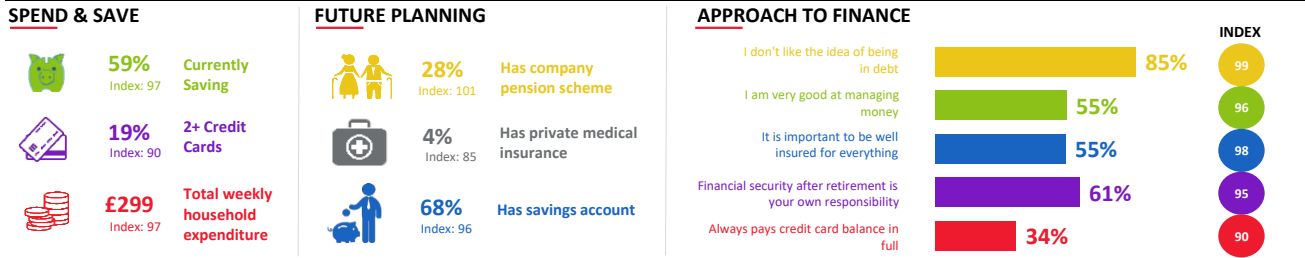 SPEND & SAVE
59%
Index: 97
Currently
Saving
19%
Index: 90
2+ Credit
Cards
£299
Index: 97
Total weekly
household
expenditure
FUTURE PLANNING
28%
Index: 101
Has company
pension scheme
4%
Index: 85
Has private medical
insurance
68%
Index: 96
Has savings account
APPROACH TO FINANCE
INDEX
I don't like the idea of being
in debt
85%
99
I am very good at managing
money
55%
96
It is important to be well
insured for everything
55%
98
Financial security after retirement is
your own responsibility
61%
95
Always pays credit card balance in
full
34%
90